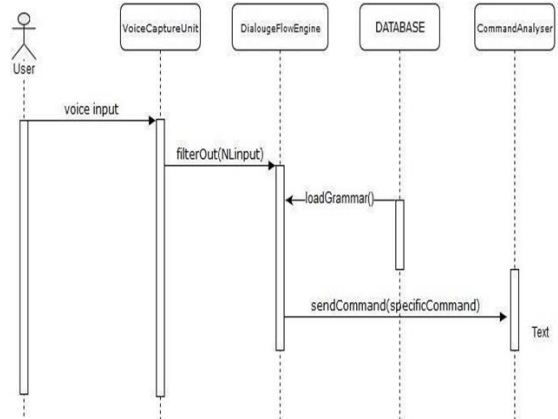 VoiceCaptureUnit
DialougeFlowEngine
DATABASE
CommandAnalyser
User
voice input
filterOut(NLinput)
loadGrammar()
sendCommand(specificCommand)
Text